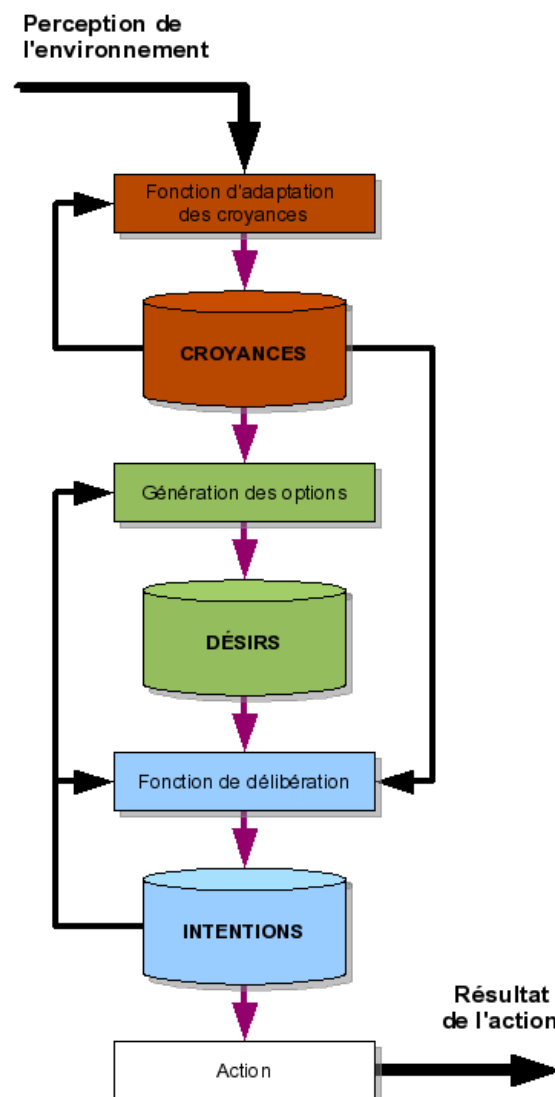 Perception de
l'environnement
Fonction d'adaptation
des croyances
CROYANCES
Génération des options
DÉSIRS
Fonction de délibération
INTENTIONS
Résultat
de l'action
Action